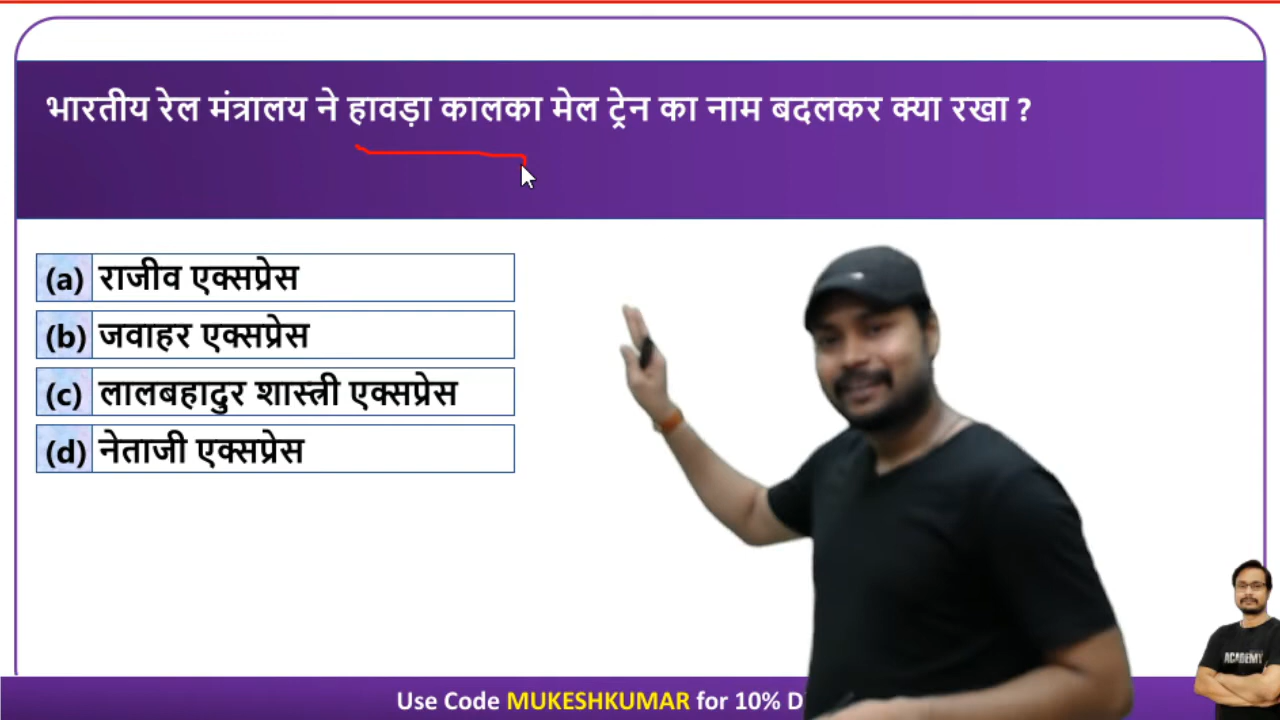 भारतीय रेल मंत्रालय ने हावड़ा कालका मेल ट्रेन का नाम बदलकर क्या रखा ?
(a) राजीव एक्सप्रेस
(b) जवाहर एक्सप्रेस
(c) लालबहादुर शास्त्री एक्सप्रेस
(d) नेताजी एक्सप्रेस
ACADEMY
Use Code MUKESHKUMAR for 10% D